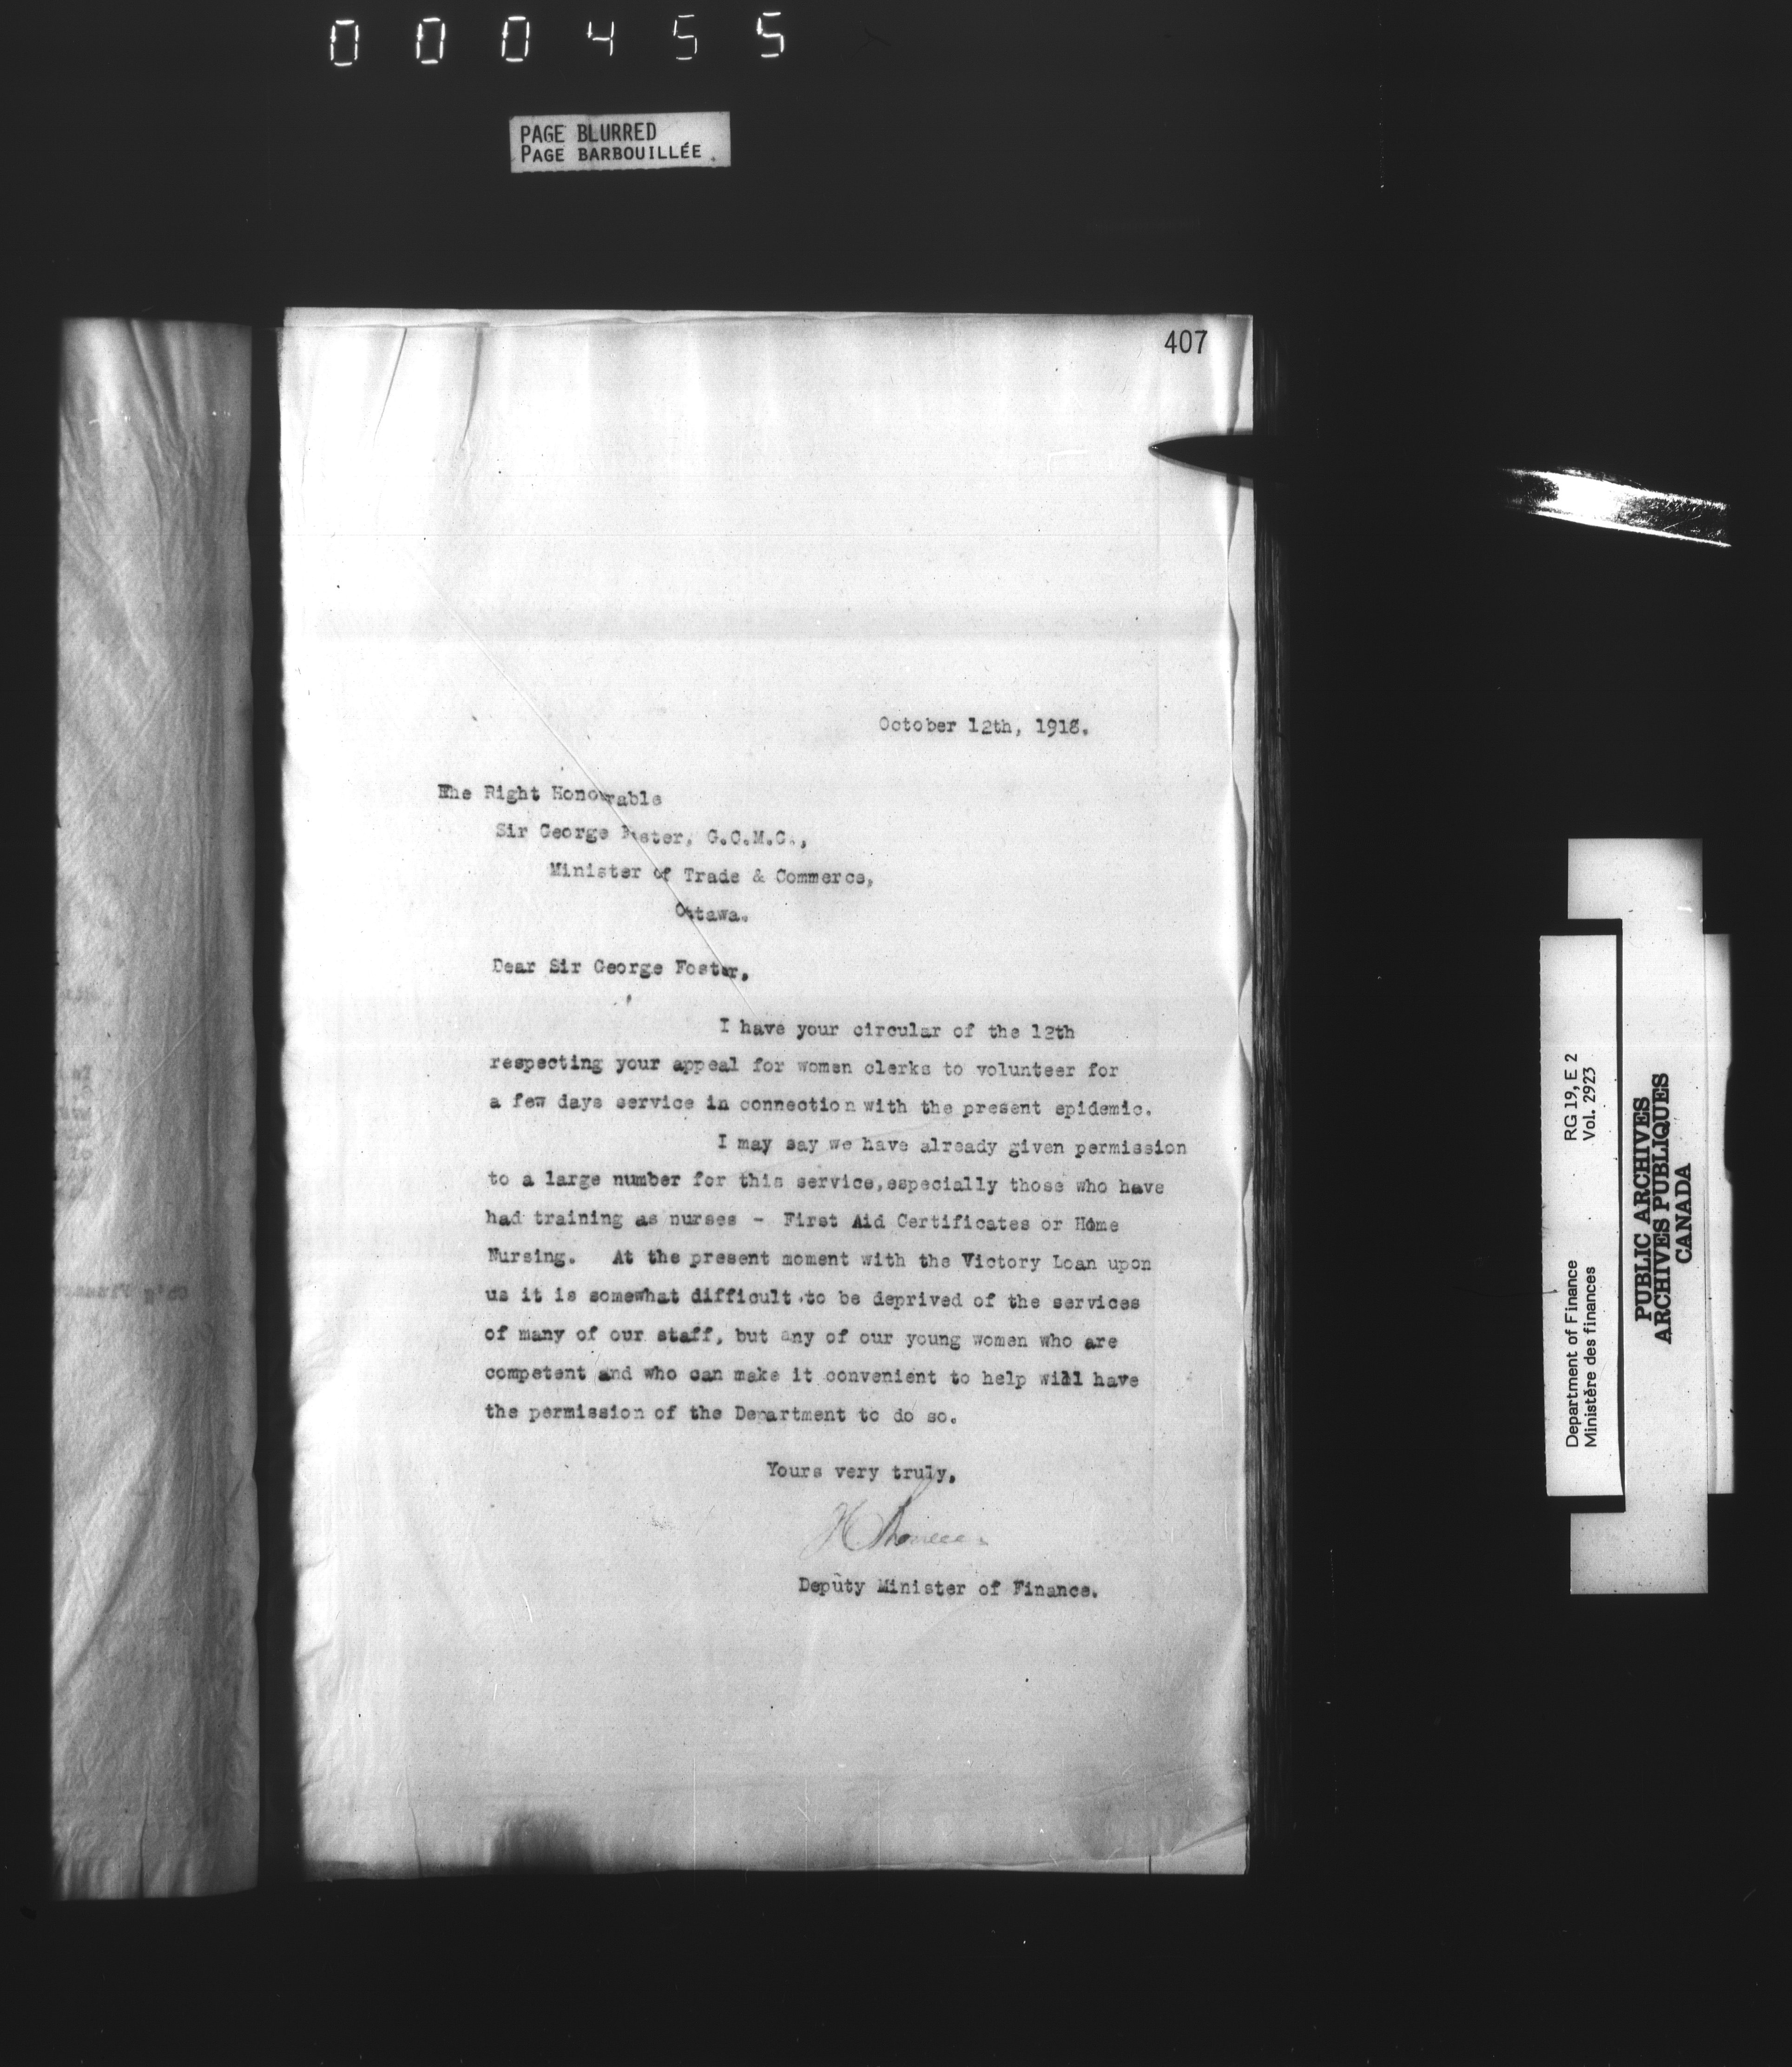 000455
PAGE BLURRED
PAGE BARBOUILLÉE
407
October 12th, 1918.
The Right Honourable
Sir George Foster, G.C.M.G.,
Minister of Trade & Commerce,
Ottawa.
Dear Sir George Foster,
I have your circular of the 12th
respecting your appeal for women clerks to volunteer for
a few days service in connection with the present epidemic.
I may say we have already given permission
to a large number for this service,especially those who have
had training as nurses - First Aid Certificates or Home
Nursing. At the present moment with the Victory Loan upon
us it is somewhat difficult to be deprived of the services
of many of our staff, but any of our young women who are
competent and who can make it convenient to help will have
the permission of the Department to do so.
Yours very truly,
Deputy Minister of Finance.
Department of Finance RG 19, E 2
Ministère des finances Vol. 2923
PUBLIC ARCHIVES
ARCHIVES PUBLIQUES
CANADA